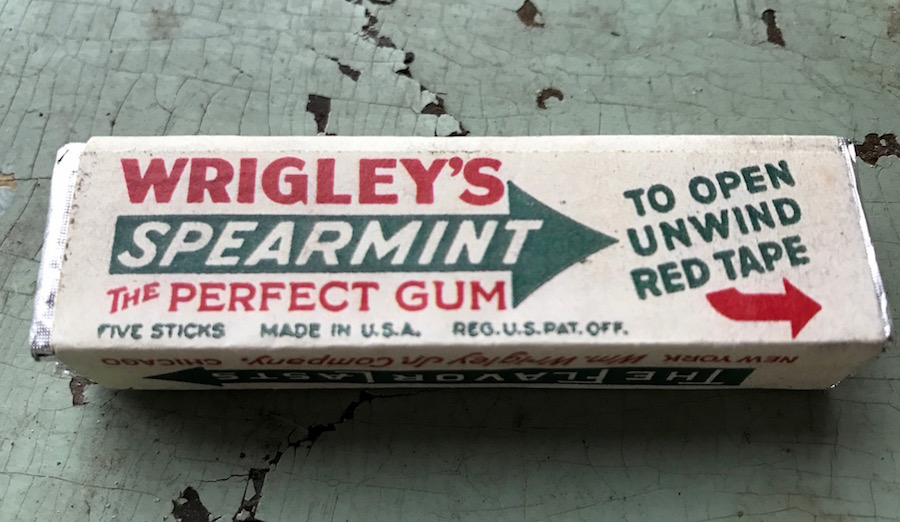 WRIGLEY'S
SPEARMINT
THE PERFECT GUM
TO OPEN
UNWIND
RED TAPE
FIVE STICKS MADE IN U.S.A. REG.U.S.PAT.OFF.
NEW YORK Wm. Wrigley Jr. Company, CHICAGO
THE FLAVOR LASTS